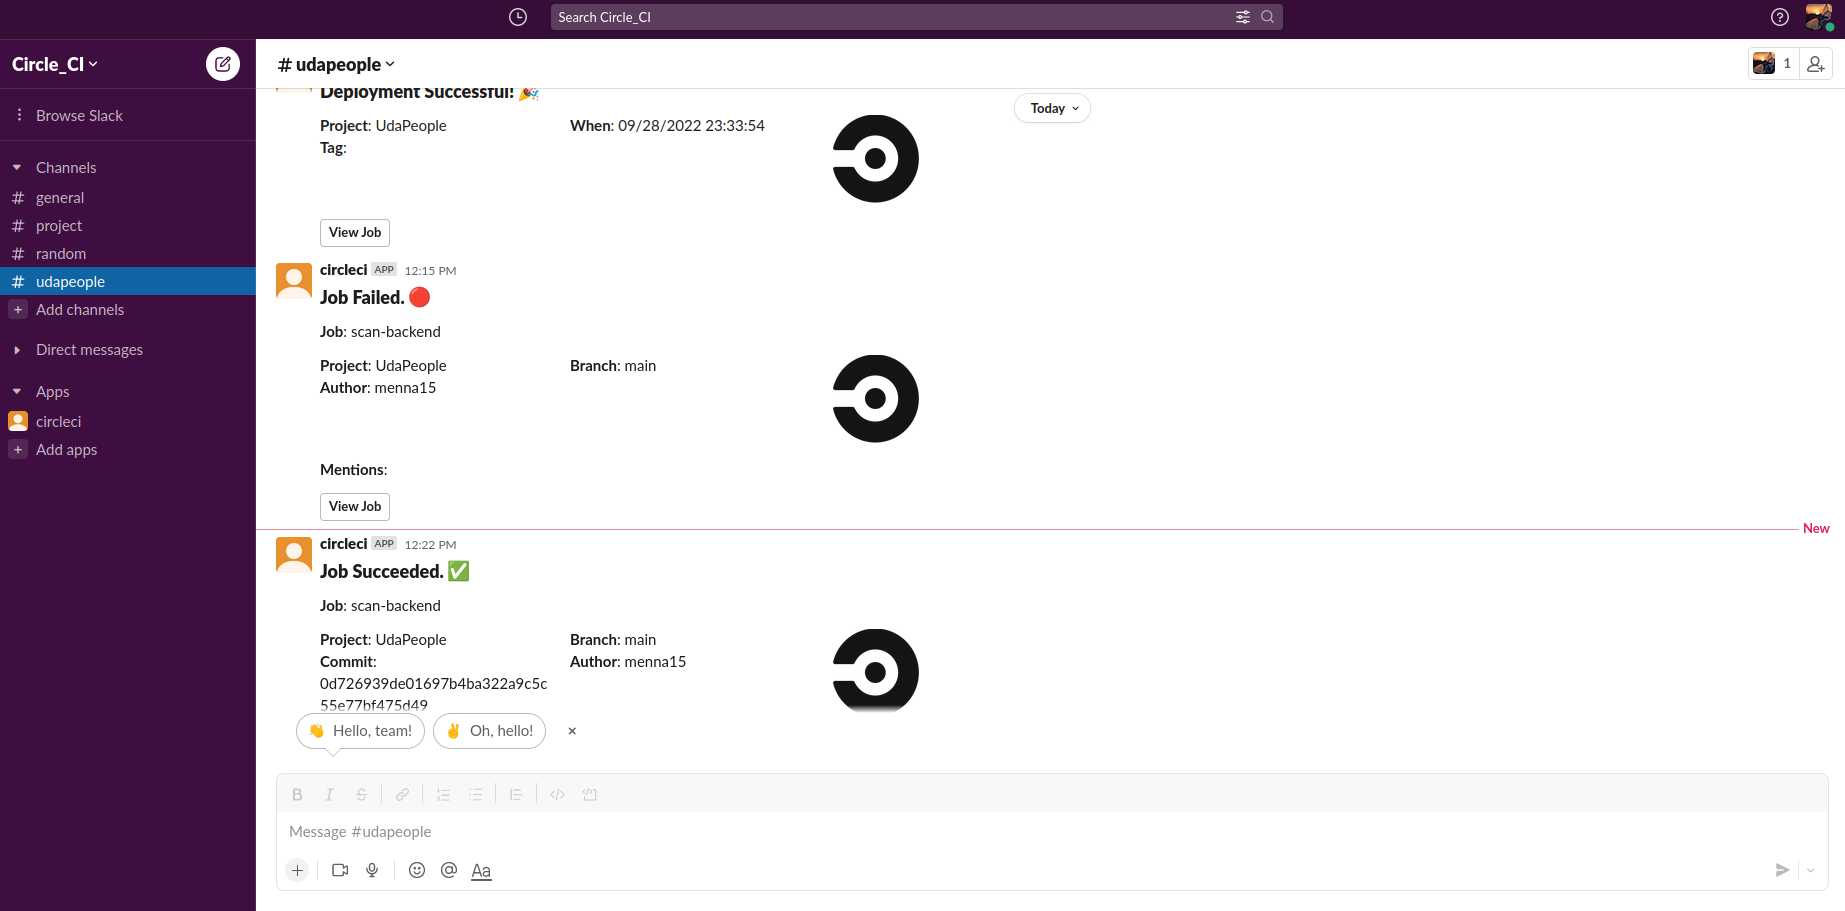 Search Circle_CI
Circle_CI
# udapeople
1
Browse Slack
Channels
# general
# project
# random
# udapeople
+ Add channels
Direct messages
Apps
circleci
+ Add apps
Today
Deployment Successful! 🎉
Project: UdaPeople When: 09/28/2022 23:33:54
Tag:
View Job
circleci APP 12:15 PM
Job Failed. 🔴
Job: scan-backend
Project: UdaPeople Branch: main
Author: menna15
Mentions:
View Job
New
circleci APP 12:22 PM
Job Succeeded. ✅
Job: scan-backend
Project: UdaPeople Branch: main
Commit: Author: menna15
0d726939de01697b4ba322a9c5c
55e77bf475d49
👋 Hello, team! ✌️ Oh, hello! ×
B I S
Message #udapeople
+ @ Aa